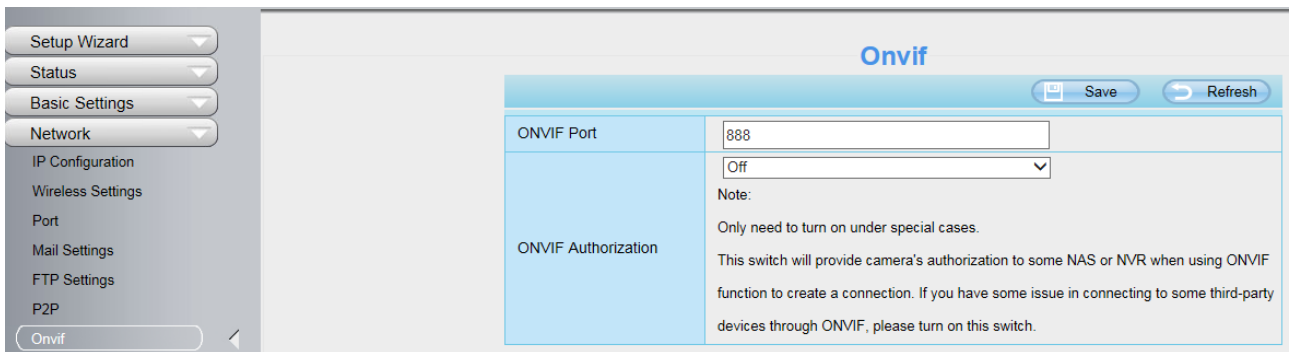 Setup Wizard
Status
Basic Settings
Network
IP Configuration
Wireless Settings
Port
Mail Settings
FTP Settings
P2P
Onvif
Onvif
Save Refresh
ONVIF Port 888
ONVIF Authorization
Off
Note:
Only need to turn on under special cases.
This switch will provide camera's authorization to some NAS or NVR when using ONVIF
function to create a connection. If you have some issue in connecting to some third-party
devices through ONVIF, please turn on this switch.